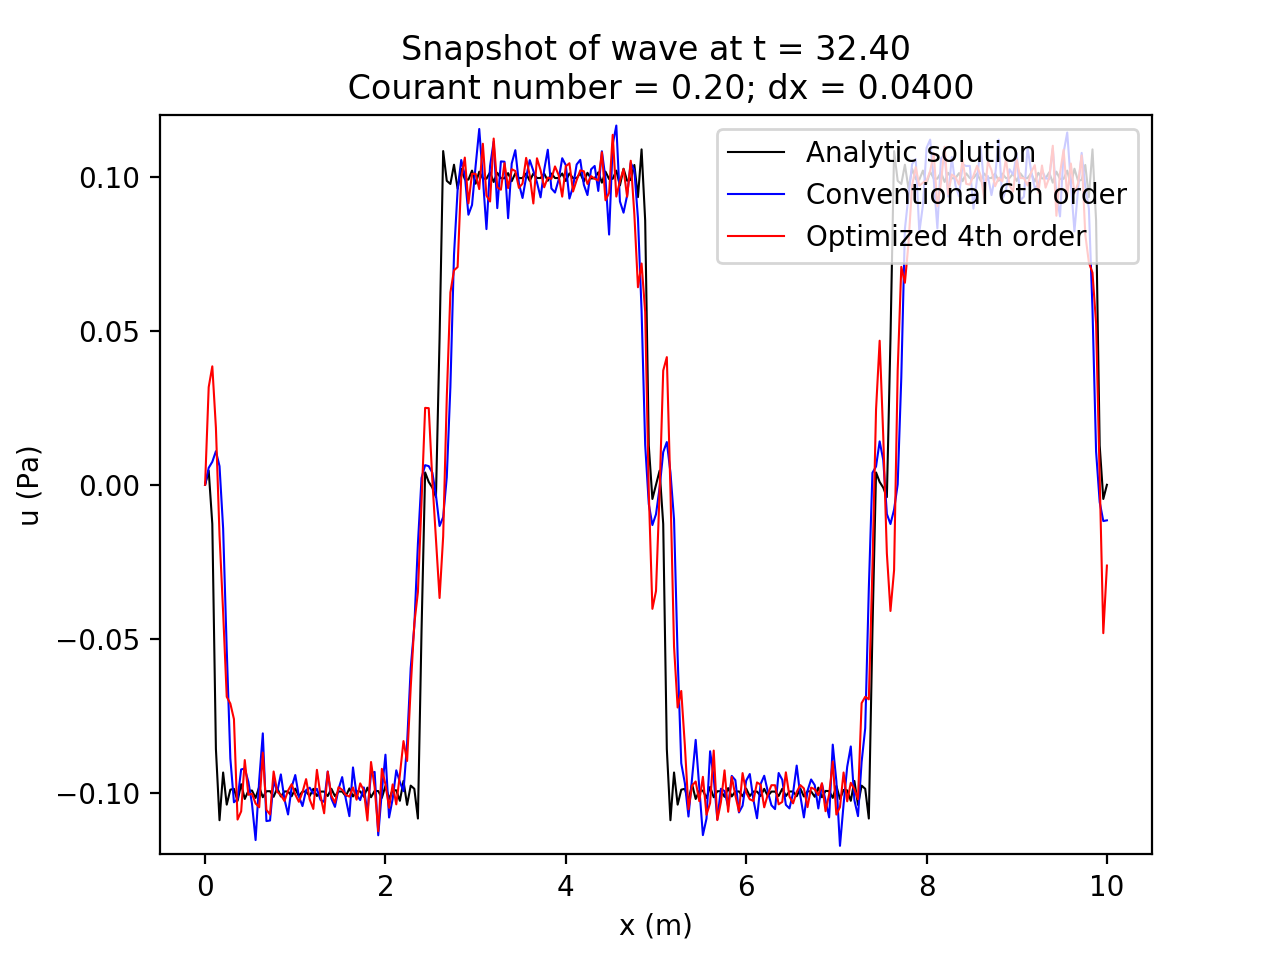 Snapshot of wave at t = 32.40
Courant number = 0.20; dx = 0.0400
Analytic solution
Conventional 6th order
Optimized 4th order
0.10
0.05
0.00
−0.05
−0.10
u (Pa)
0 2 4 6 8 10
x (m)